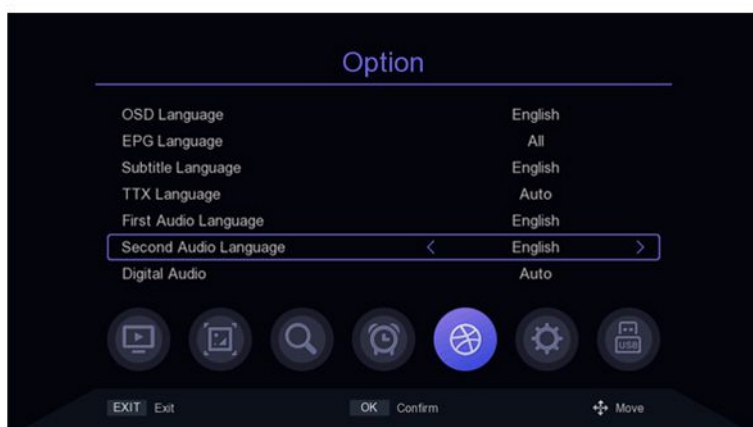 Option
OSD Language English
EPG Language All
Subtitle Language English
TTX Language Auto
First Audio Language English
Second Audio Language < English >
Digital Audio Auto
USB
EXIT Exit OK Confirm Move